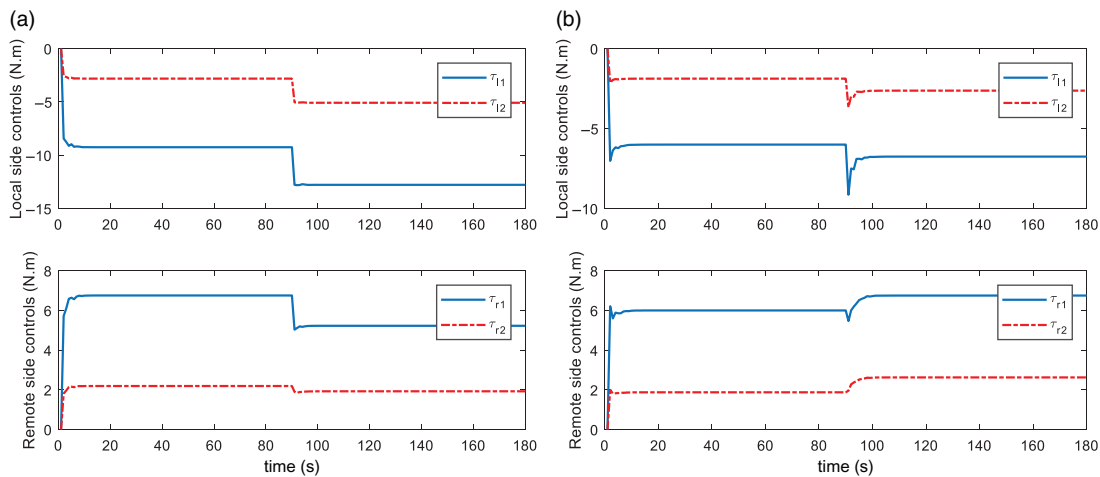 (a)
Local side controls (N.m)
0
−5
−10
−15
0 20 40 60 80 100 120 140 160 180
τl1
τl2
Remote side controls (N.m)
8
6
4
2
0
0 20 40 60 80 100 120 140 160 180
τr1
τr2
time (s)
(b)
Local side controls (N.m)
0
−5
−10
0 20 40 60 80 100 120 140 160 180
τl1
τl2
Remote side controls (N.m)
8
6
4
2
0
0 20 40 60 80 100 120 140 160 180
τr1
τr2
time (s)